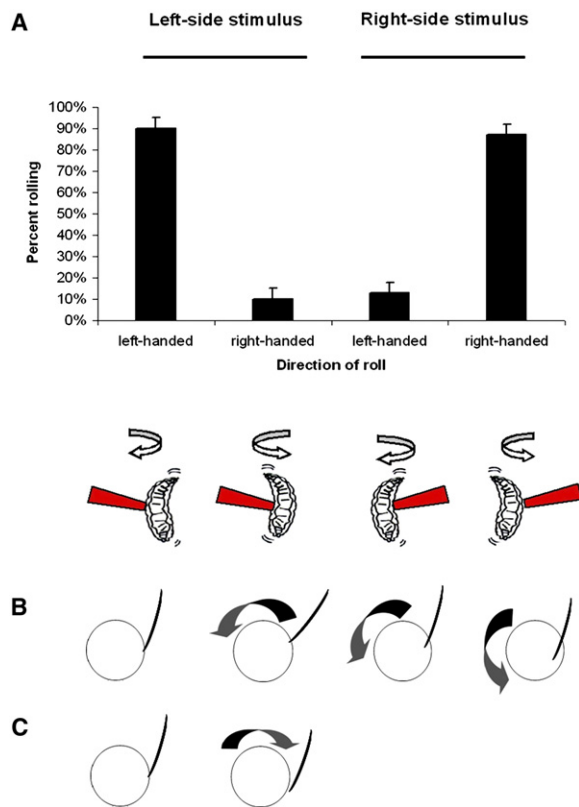 A
Left-side stimulus Right-side stimulus
100%
90%
80%
70%
60%
50%
40%
30%
20%
10%
0%
Percent rolling
left-handed right-handed left-handed right-handed
Direction of roll
B
C